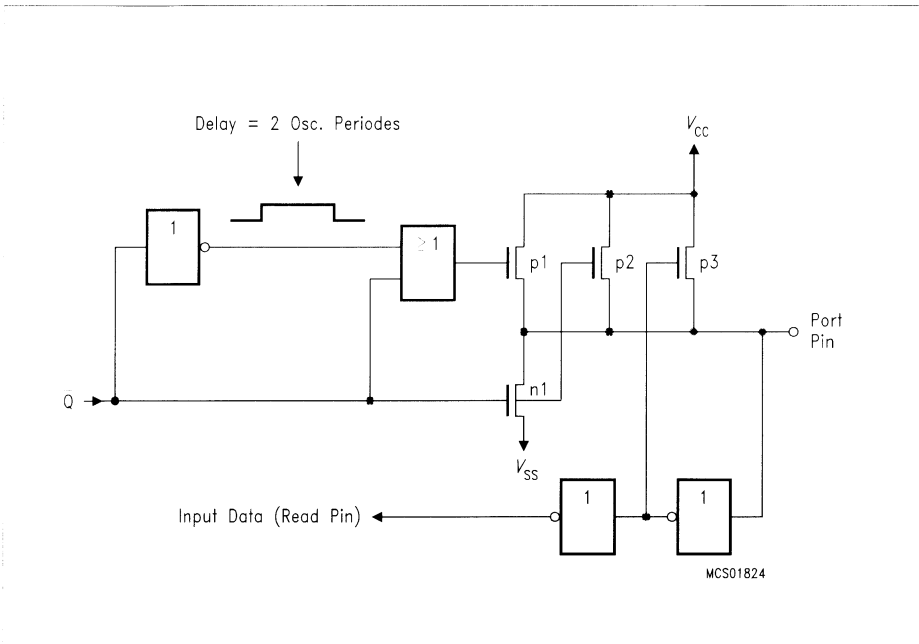 Delay = 2 Osc. Periodes
V_CC
1
≥ 1
p1
p2
p3
Port
Pin
Q̄
n1
V_SS
1
1
Input Data (Read Pin)
MCS01824